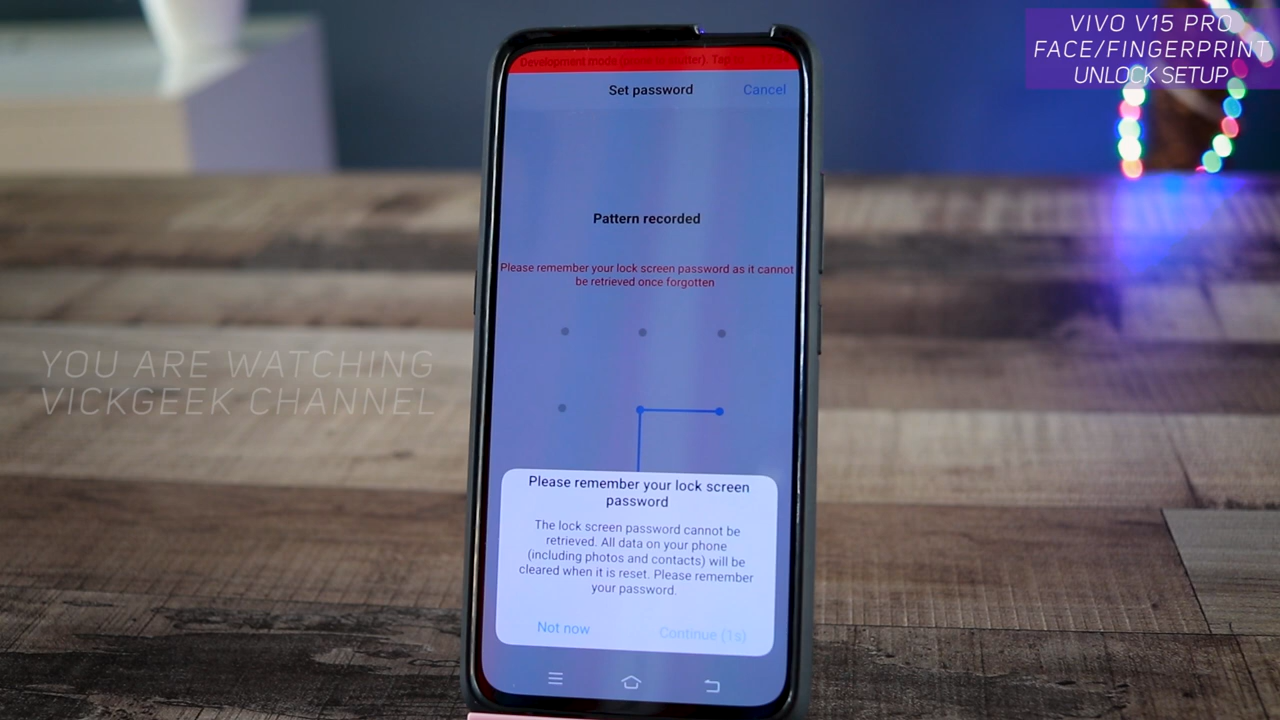 VIVO V15 PRO
FACE/FINGERPRINT
UNLOCK SETUP
Development mode
Set password
Cancel
Pattern recorded
Please remember your lock screen password as it cannot
be retrieved once forgotten
YOU ARE WATCHING
VICKGEEK CHANNEL
Please remember your lock screen
password
The lock screen password cannot be
retrieved. All data on your phone
(including photos and contacts) will be
cleared when it is reset. Please remember
your password.
Not now
Continue (1s)